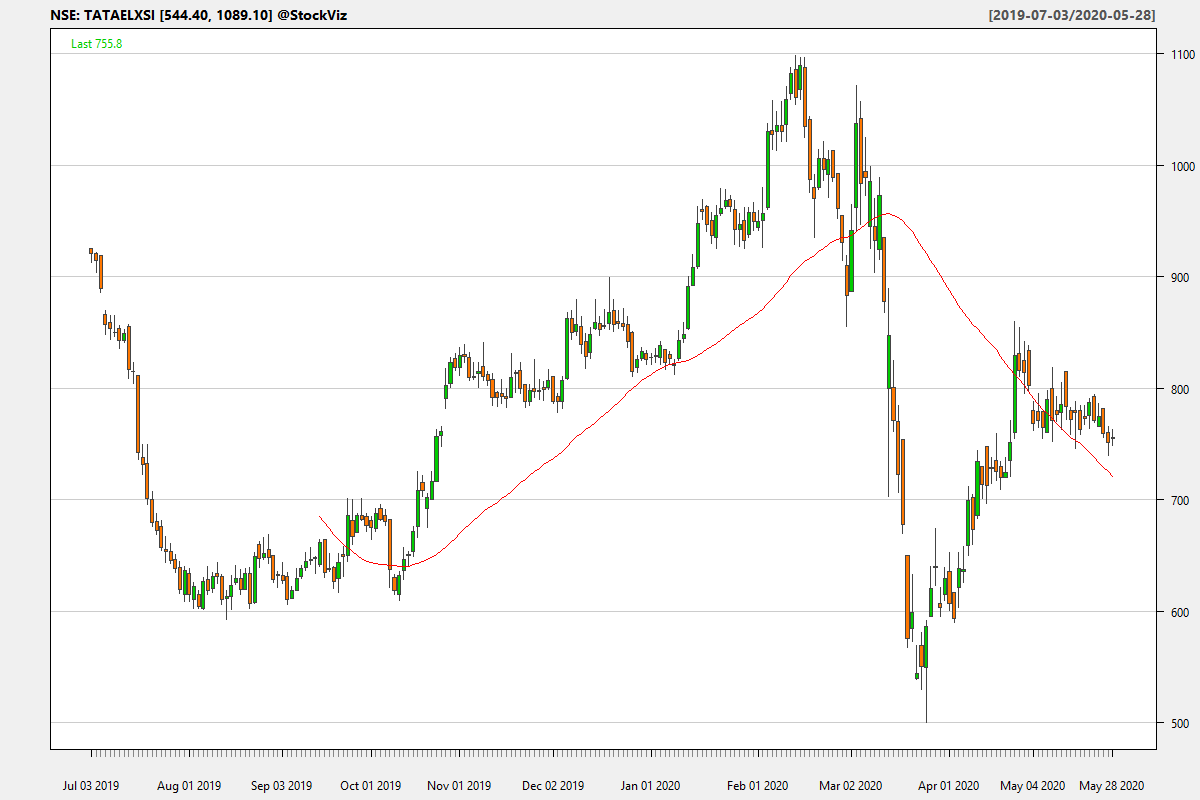 NSE: TATAELXSI [544.40, 1089.10] @StockViz
[2019-07-03/2020-05-28]
Last 755.8
1100
1000
900
800
700
600
500
Jul 03 2019
Aug 01 2019
Sep 03 2019
Oct 01 2019
Nov 01 2019
Dec 02 2019
Jan 01 2020
Feb 01 2020
Mar 02 2020
Apr 01 2020
May 04 2020
May 28 2020